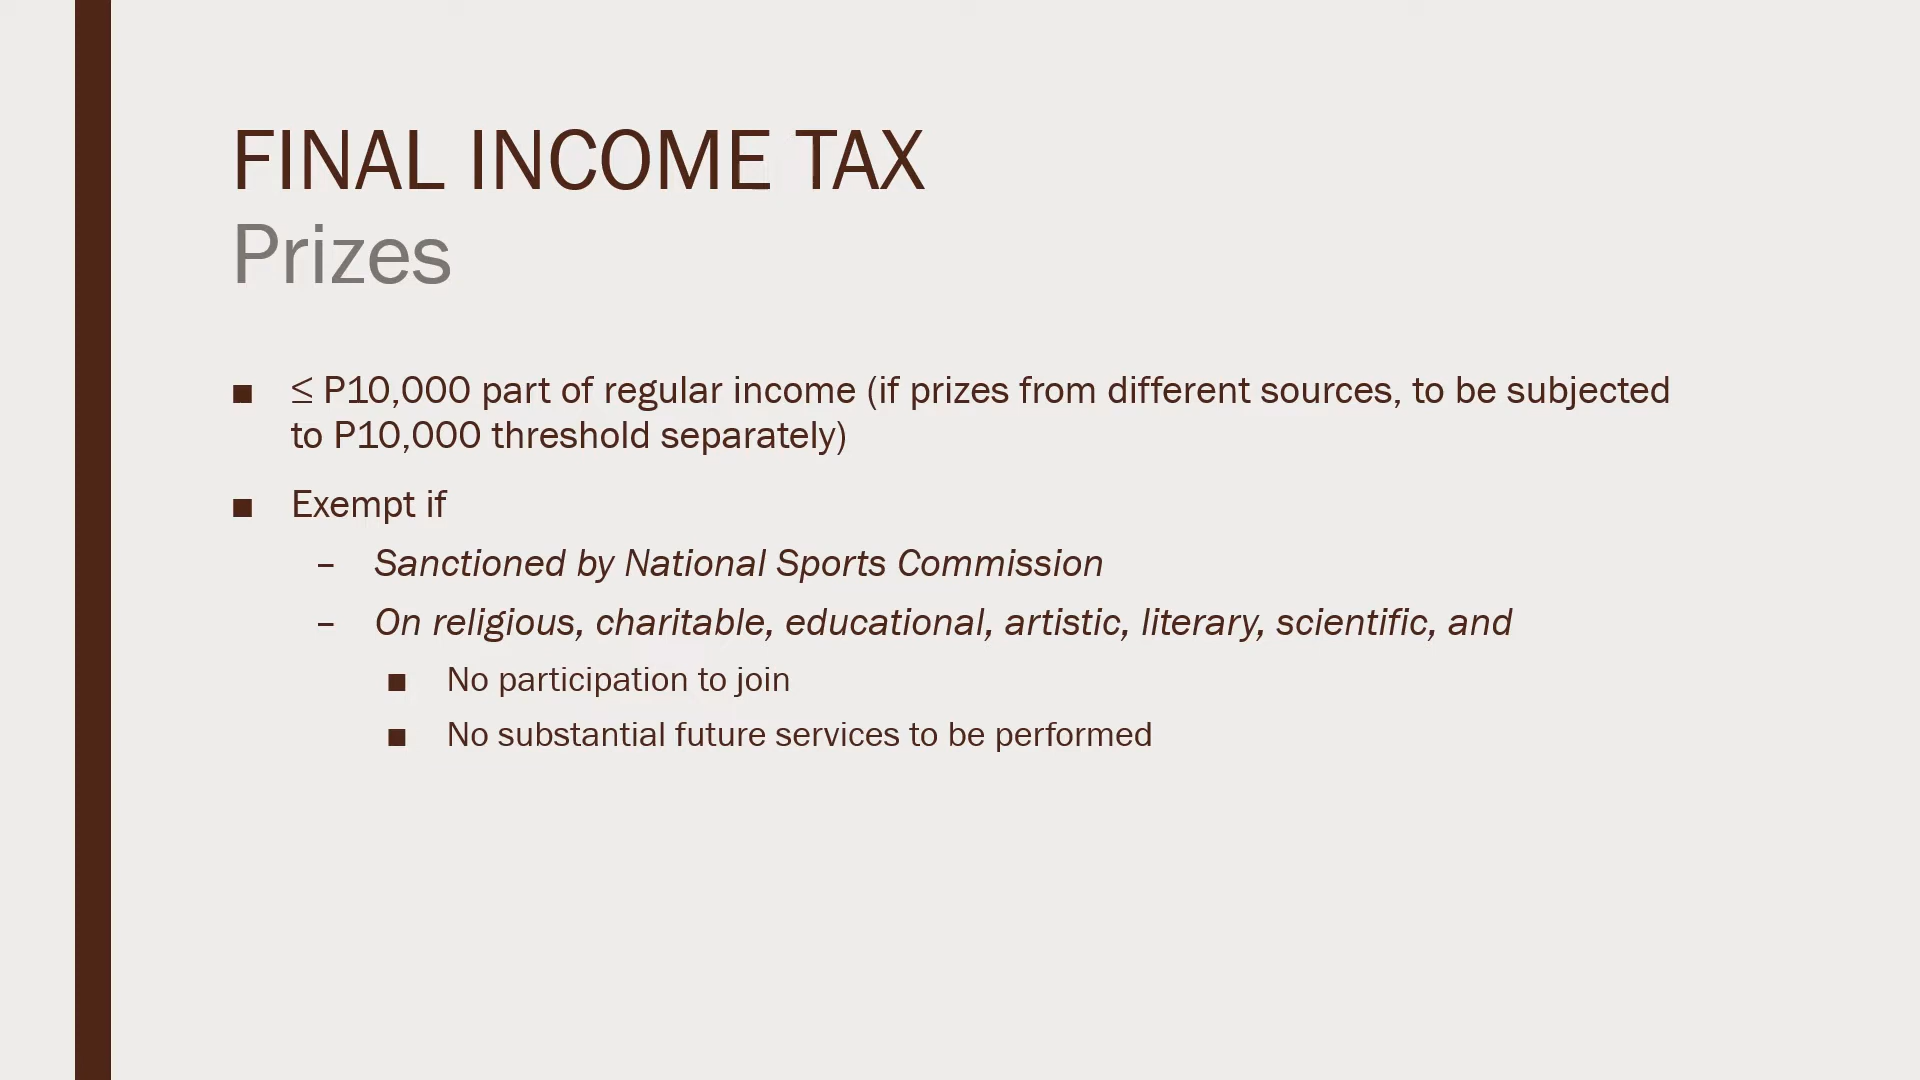 FINAL INCOME TAX
Prizes
■ ≤ P10,000 part of regular income (if prizes from different sources, to be subjected
to P10,000 threshold separately)
■ Exempt if
– Sanctioned by National Sports Commission
– On religious, charitable, educational, artistic, literary, scientific, and
■ No participation to join
■ No substantial future services to be performed